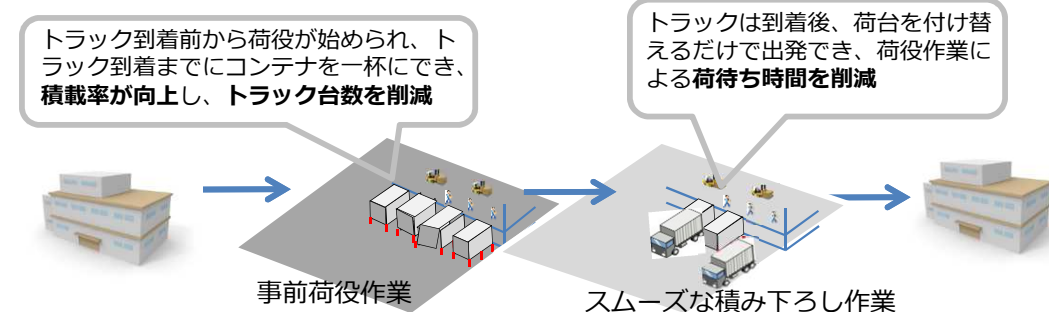 トラック到着前から荷役が始められ、ト
ラック到着までにコンテナを一杯にでき、
積載率が向上し、トラック台数を削減
トラックは到着後、荷台を付け替
えるだけで出発でき、荷役作業に
よる荷待ち時間を削減
事前荷役作業
スムーズな積み下ろし作業